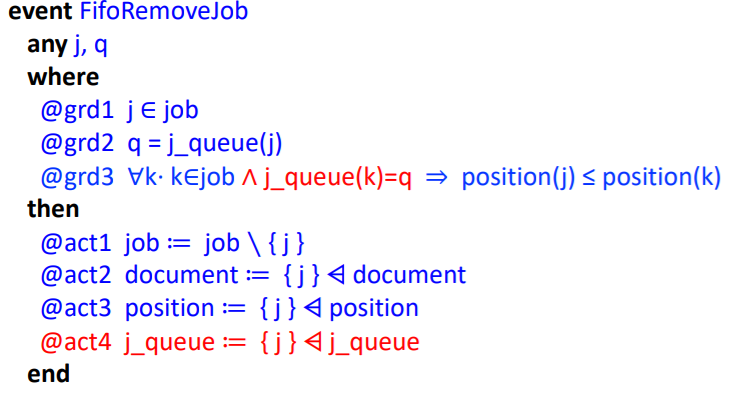 event FifoRemoveJob
any j, q
where
@grd1 j ∈ job
@grd2 q = j_queue(j)
@grd3 ∀k· k∈job ∧ j_queue(k)=q ⇒ position(j) ≤ position(k)
then
@act1 job ≔ job \ { j }
@act2 document ≔ { j } ⩤ document
@act3 position ≔ { j } ⩤ position
@act4 j_queue ≔ { j } ⩤ j_queue
end